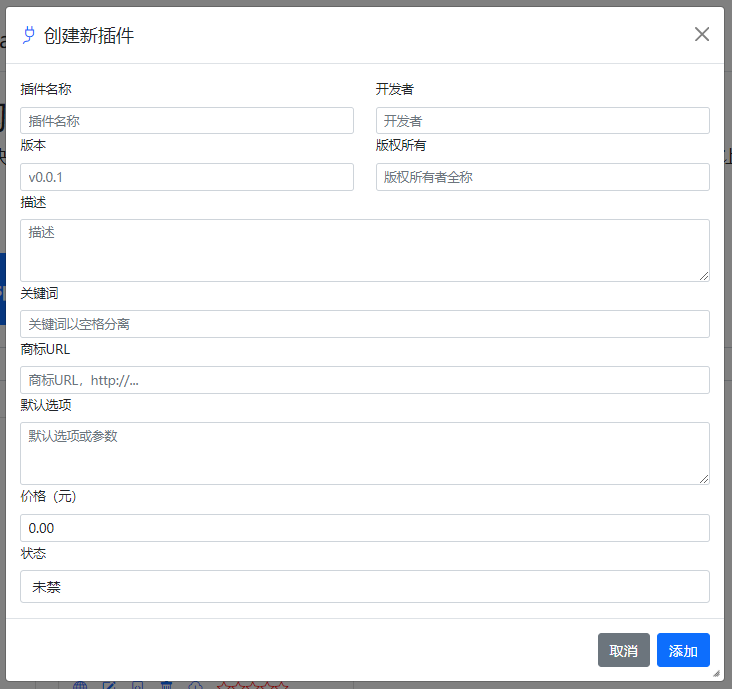 创建新插件
插件名称 开发者
插件名称 开发者
版本 版权所有
v0.0.1 版权所有者全称
描述
描述
关键词
关键词以空格分离
商标URL
商标URL，http://...
默认选项
默认选项或参数
价格（元）
0.00
状态
未禁
取消 添加